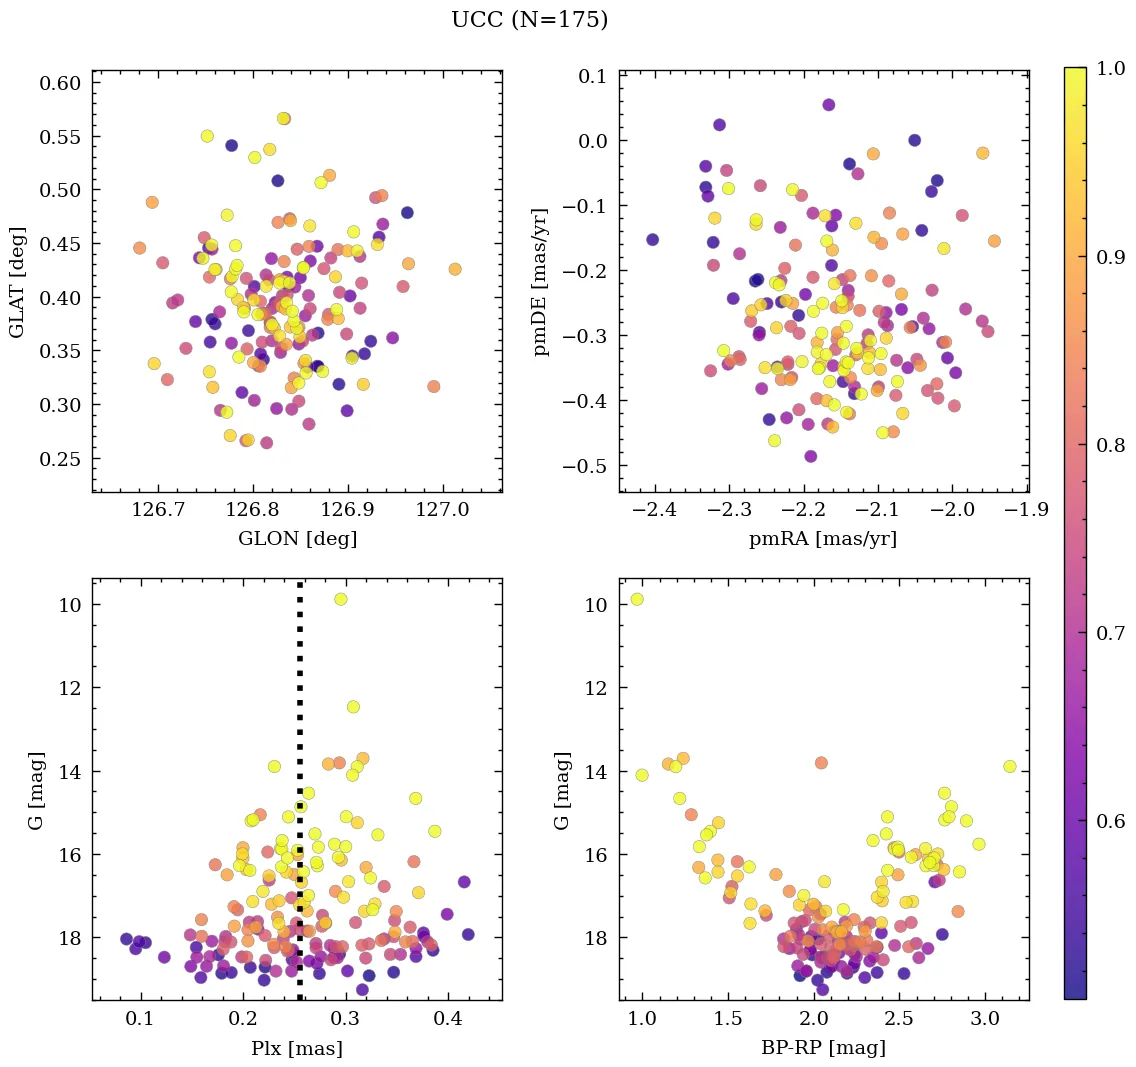 UCC (N=175)
0.60
0.55
0.50
0.45
0.40
0.35
0.30
0.25
GLAT [deg]
126.7 126.8 126.9 127.0
GLON [deg]
0.1
0.0
−0.1
−0.2
−0.3
−0.4
−0.5
pmDE [mas/yr]
−2.4 −2.3 −2.2 −2.1 −2.0 −1.9
pmRA [mas/yr]
1.0
0.9
0.8
0.7
0.6
10
12
14
16
18
G [mag]
0.1 0.2 0.3 0.4
Plx [mas]
10
12
14
16
18
G [mag]
1.0 1.5 2.0 2.5 3.0
BP-RP [mag]